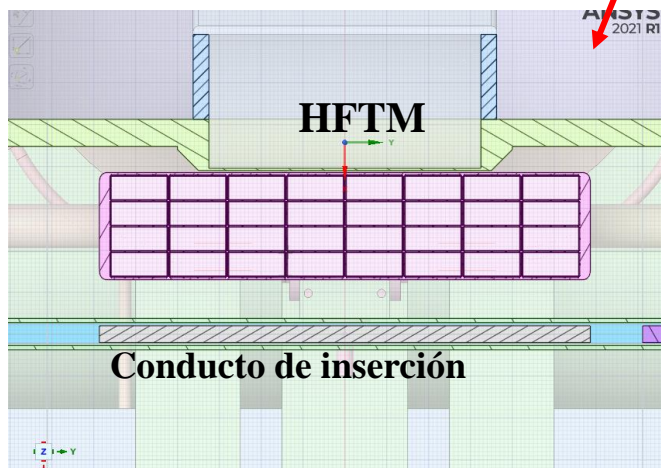 ANSYS
2021 R1
HFTM
Y
Conducto de inserción
Z Y